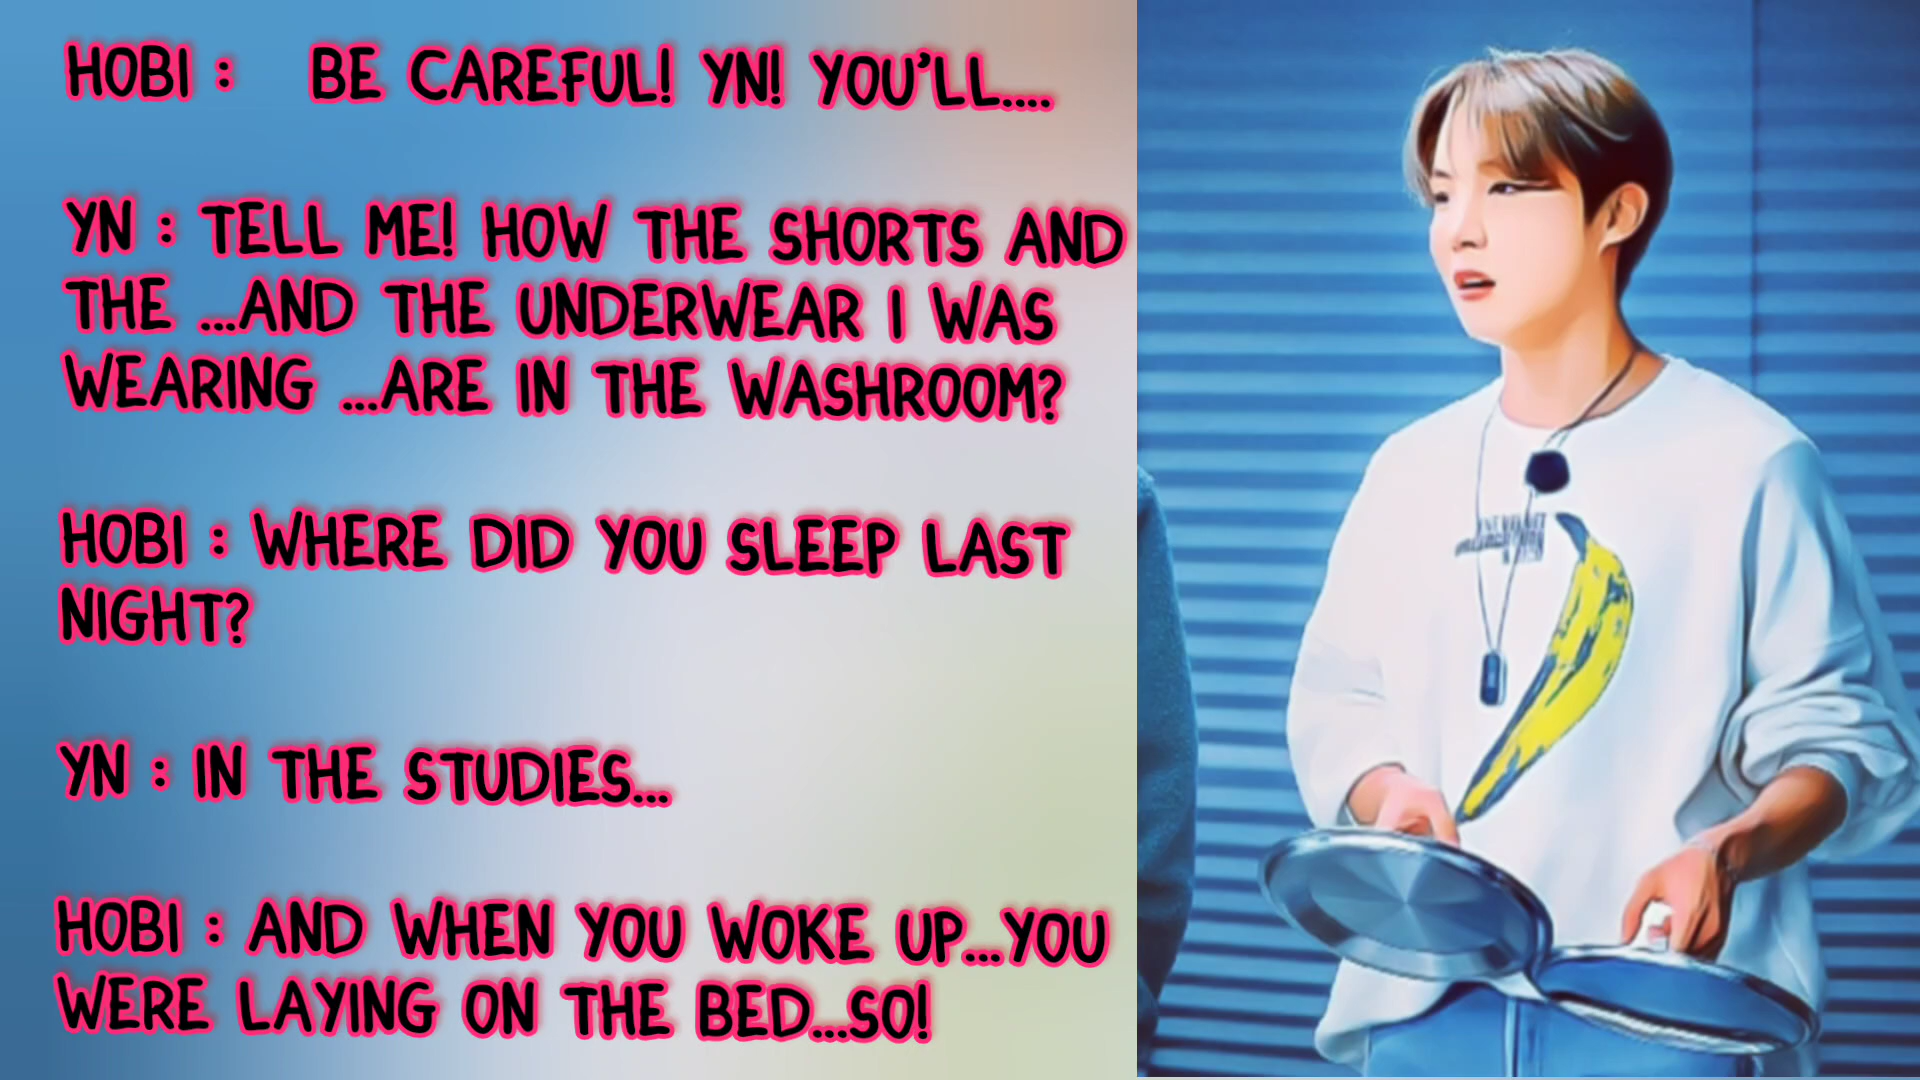 HOBI :   BE CAREFUL! YN! YOU'LL....
YN : TELL ME! HOW THE SHORTS AND
THE ...AND THE UNDERWEAR I WAS
WEARING ...ARE IN THE WASHROOM?
HOBI : WHERE DID YOU SLEEP LAST
NIGHT?
YN : IN THE STUDIES...
HOBI : AND WHEN YOU WOKE UP...YOU
WERE LAYING ON THE BED...SO!